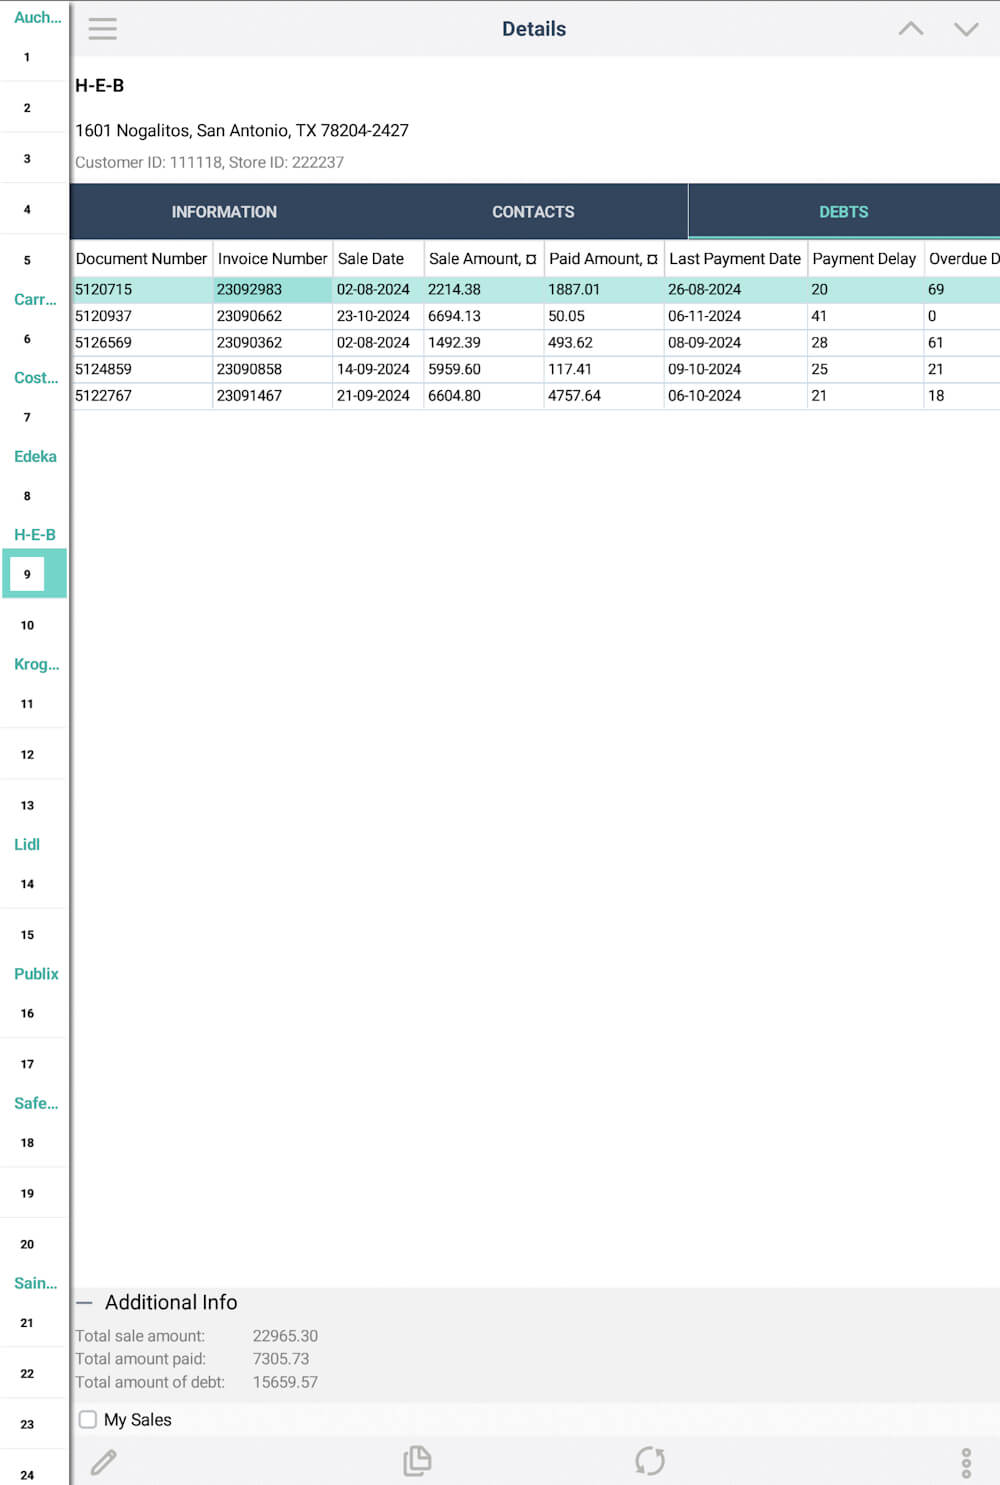 Details
H-E-B
1601 Nogalitos, San Antonio, TX 78204-2427
Customer ID: 111118, Store ID: 222237
INFORMATION CONTACTS DEBTS
Document Number Invoice Number Sale Date Sale Amount, ¤ Paid Amount, ¤ Last Payment Date Payment Delay Overdue D
5120715 23092983 02-08-2024 2214.38 1887.01 26-08-2024 20 69
5120937 23090662 23-10-2024 6694.13 50.05 06-11-2024 41 0
5126569 23090362 02-08-2024 1492.39 493.62 08-09-2024 28 61
5124859 23090858 14-09-2024 5959.60 117.41 09-10-2024 25 21
5122767 23091467 21-09-2024 6604.80 4757.64 06-10-2024 21 18
Additional Info
Total sale amount: 22965.30
Total amount paid: 7305.73
Total amount of debt: 15659.57
My Sales
Auch...
1
2
3
4
5
Carr...
6
Cost...
7
Edeka
8
H-E-B
9
10
Krog...
11
12
13
Lidl
14
15
Publix
16
17
Safe...
18
19
20
Sain...
21
22
23
24